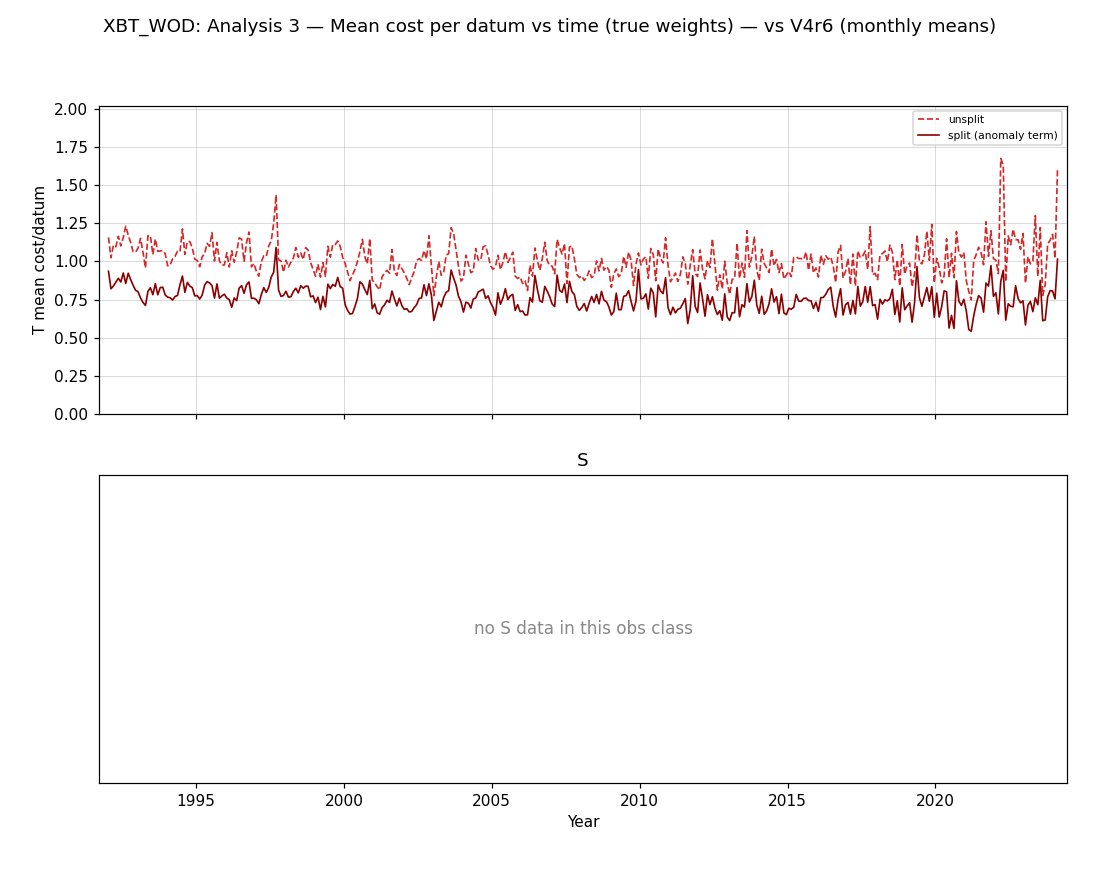 XBT_WOD: Analysis 3 — Mean cost per datum vs time (true weights) — vs V4r6 (monthly means)
2.00
1.75
1.50
1.25
1.00
0.75
0.50
0.25
0.00
T mean cost/datum
unsplit
split (anomaly term)
S
no S data in this obs class
1995
2000
2005
2010
2015
2020
Year